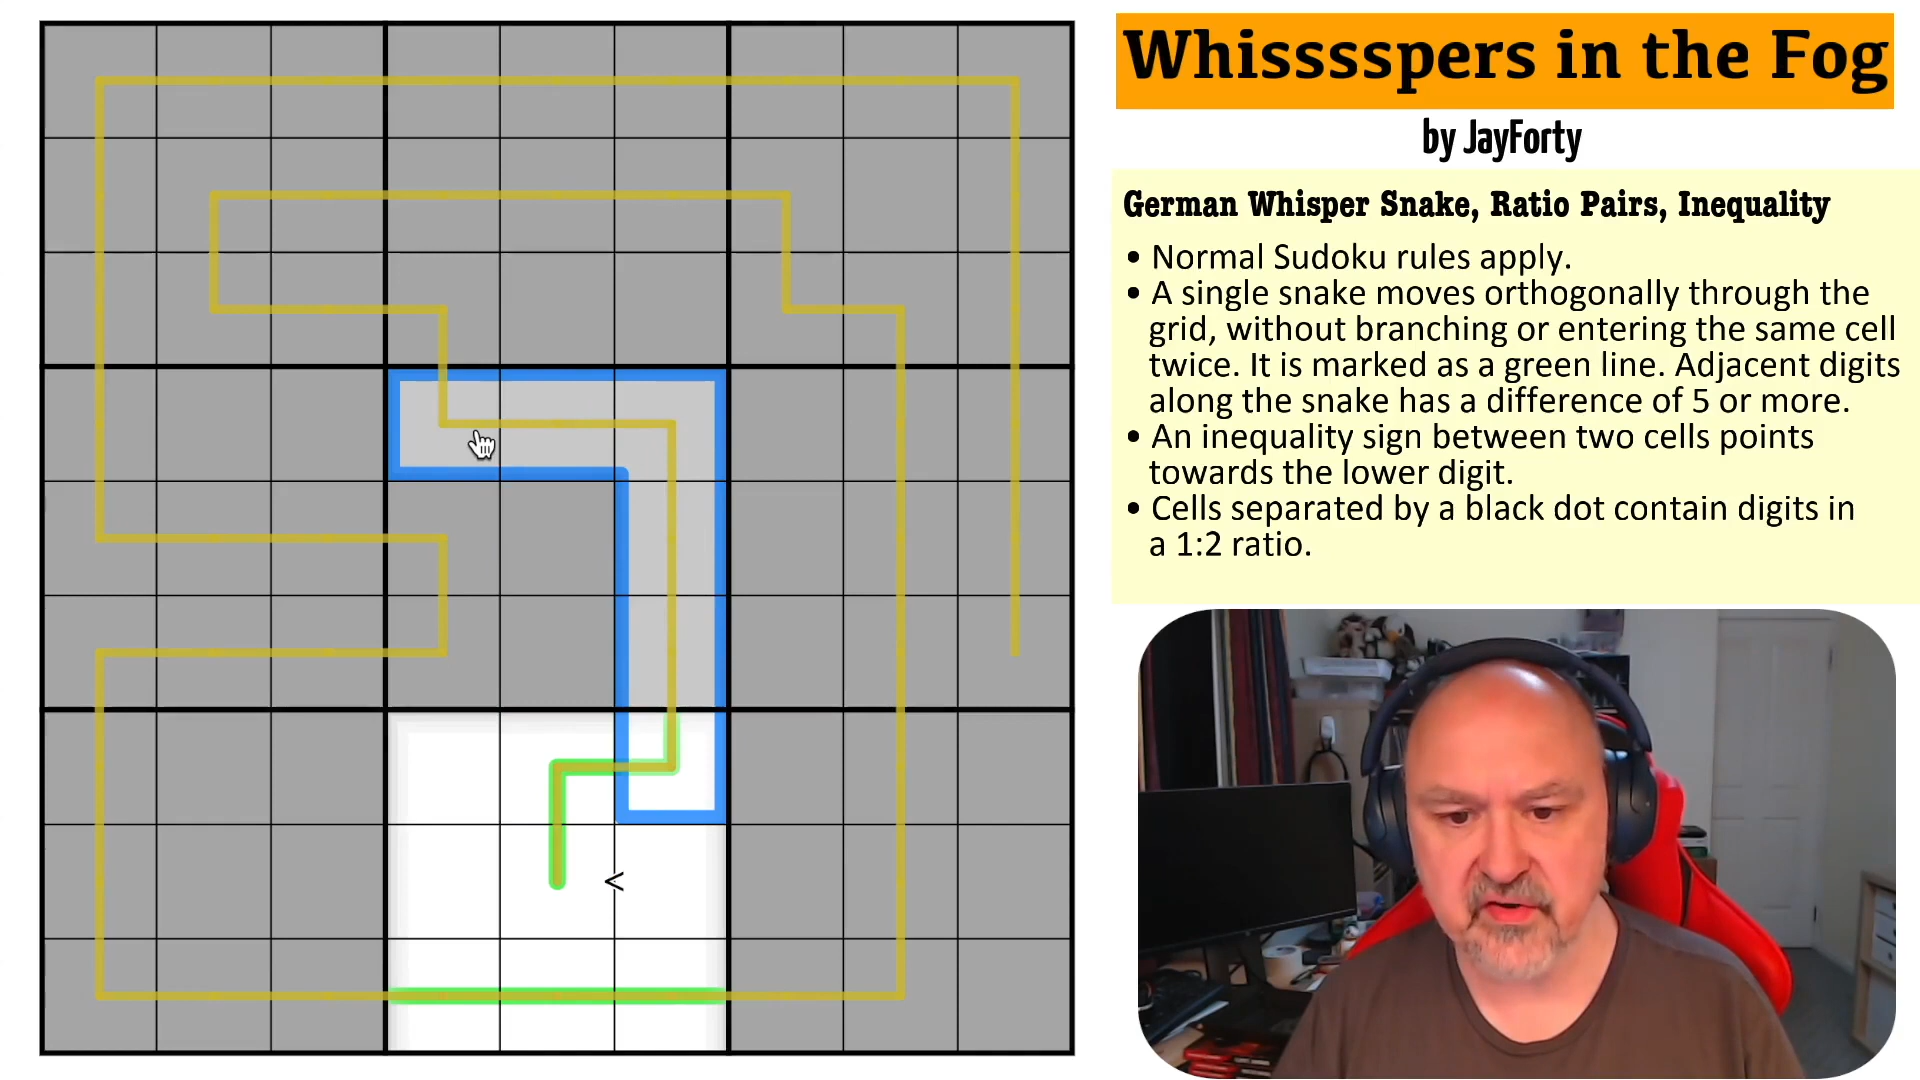 Whisssspers in the Fog
by JayForty
German Whisper Snake, Ratio Pairs, Inequality
• Normal Sudoku rules apply.
• A single snake moves orthogonally through the
grid, without branching or entering the same cell
twice. It is marked as a green line. Adjacent digits
along the snake has a difference of 5 or more.
• An inequality sign between two cells points
towards the lower digit.
• Cells separated by a black dot contain digits in
a 1:2 ratio.
<